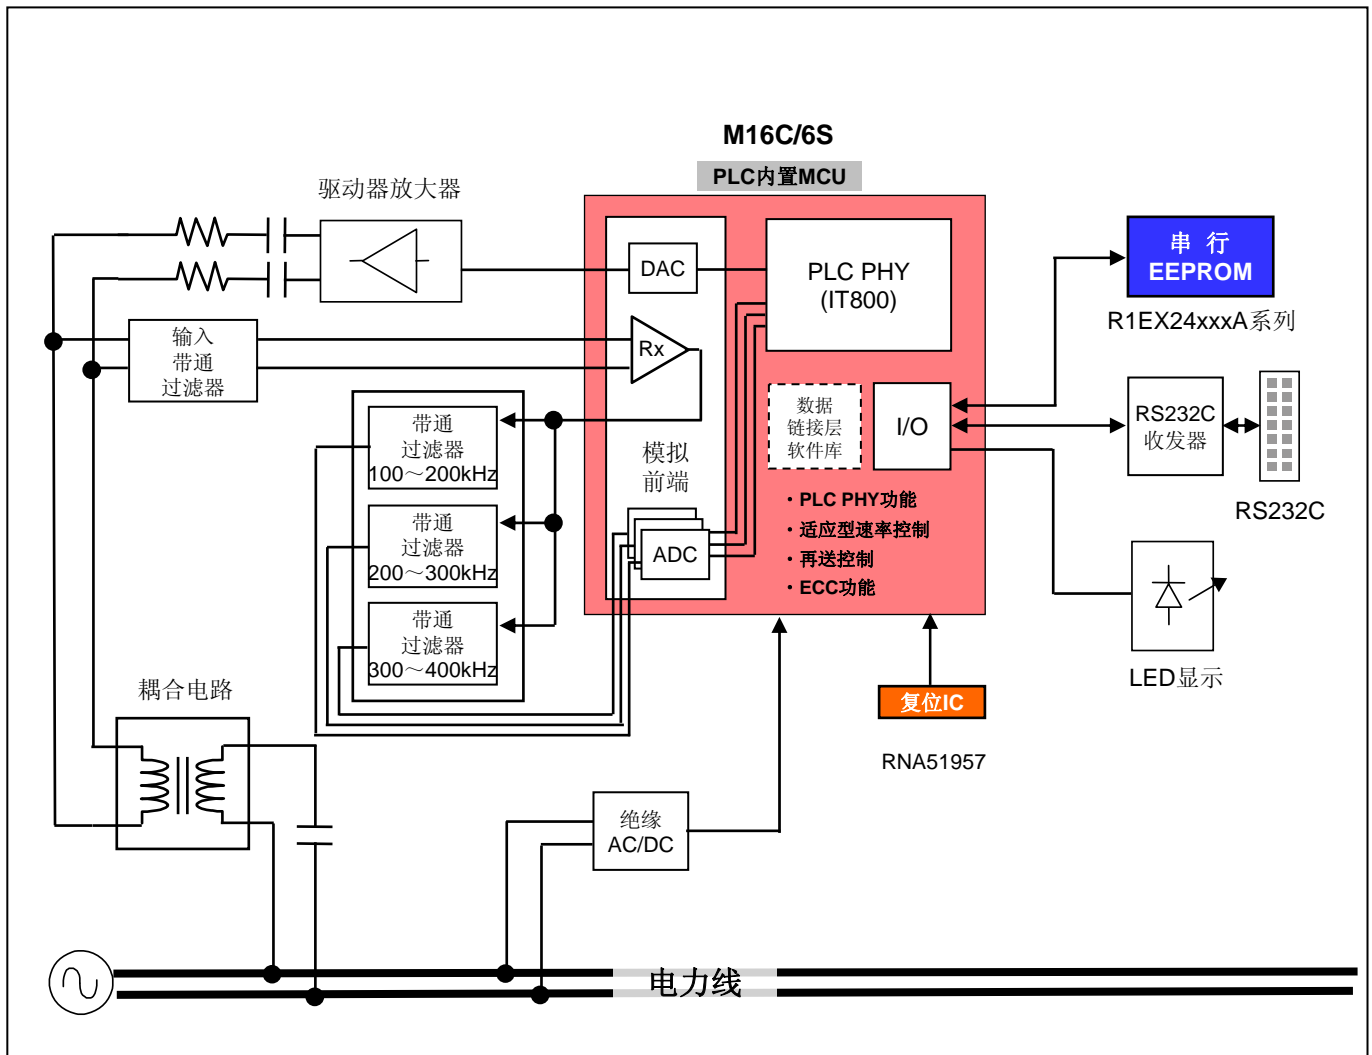 M16C/6S
PLC内置MCU
驱动器放大器
DAC
PLC PHY
(IT800)
串 行
EEPROM
R1EX24xxxA系列
输入
带通
过滤器
Rx
带通
过滤器
100～200kHz
带通
过滤器
200～300kHz
带通
过滤器
300～400kHz
模拟
前端
ADC
数据
链接层
软件库
I/O
RS232C
收发器
RS232C
・PLC PHY功能
・适应型速率控制
・再送控制
・ECC功能
LED显示
复位IC
RNA51957
耦合电路
绝缘
AC/DC
电力线